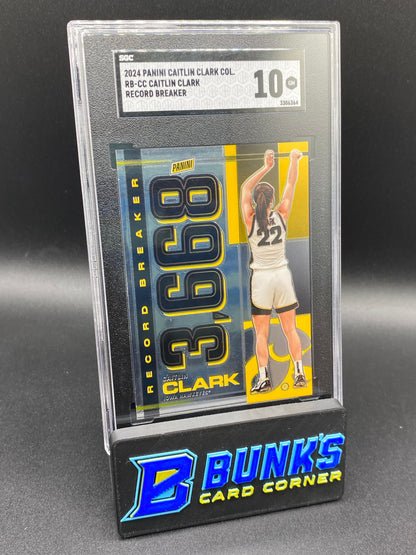 SGC
2024 PANINI CAITLIN CLARK COL.
RB-CC CAITLIN CLARK
RECORD BREAKER
10
3386364
PANINI
RECORD BREAKER
3,668
22
CAITLIN
CLARK
IOWA HAWKEYES
B BUNK'S
CARD CORNER